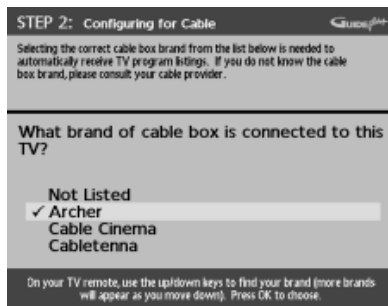 STEP 2: Configuring for Cable
GUIDE plus+
Selecting the correct cable box brand from the list below is needed to
automatically receive TV program listings. If you do not know the cable
box brand, please consult your cable provider.
What brand of cable box is connected to this
TV?
Not Listed
✓ Archer
Cable Cinema
Cabletenna
On your TV remote, use the up/down keys to find your brand (more brands
will appear as you move down). Press OK to choose.